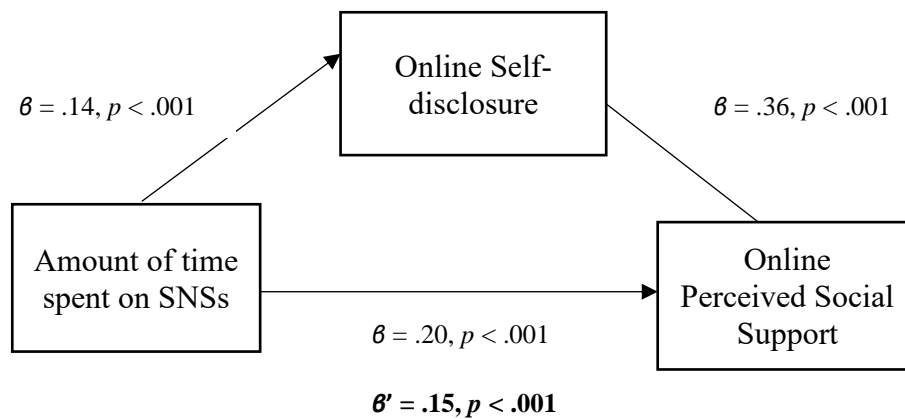 Online Self-
disclosure
ϐ = .14, p < .001
ϐ = .36, p < .001
Amount of time
spent on SNSs
Online
Perceived Social
Support
ϐ = .20, p < .001
ϐ’ = .15, p < .001